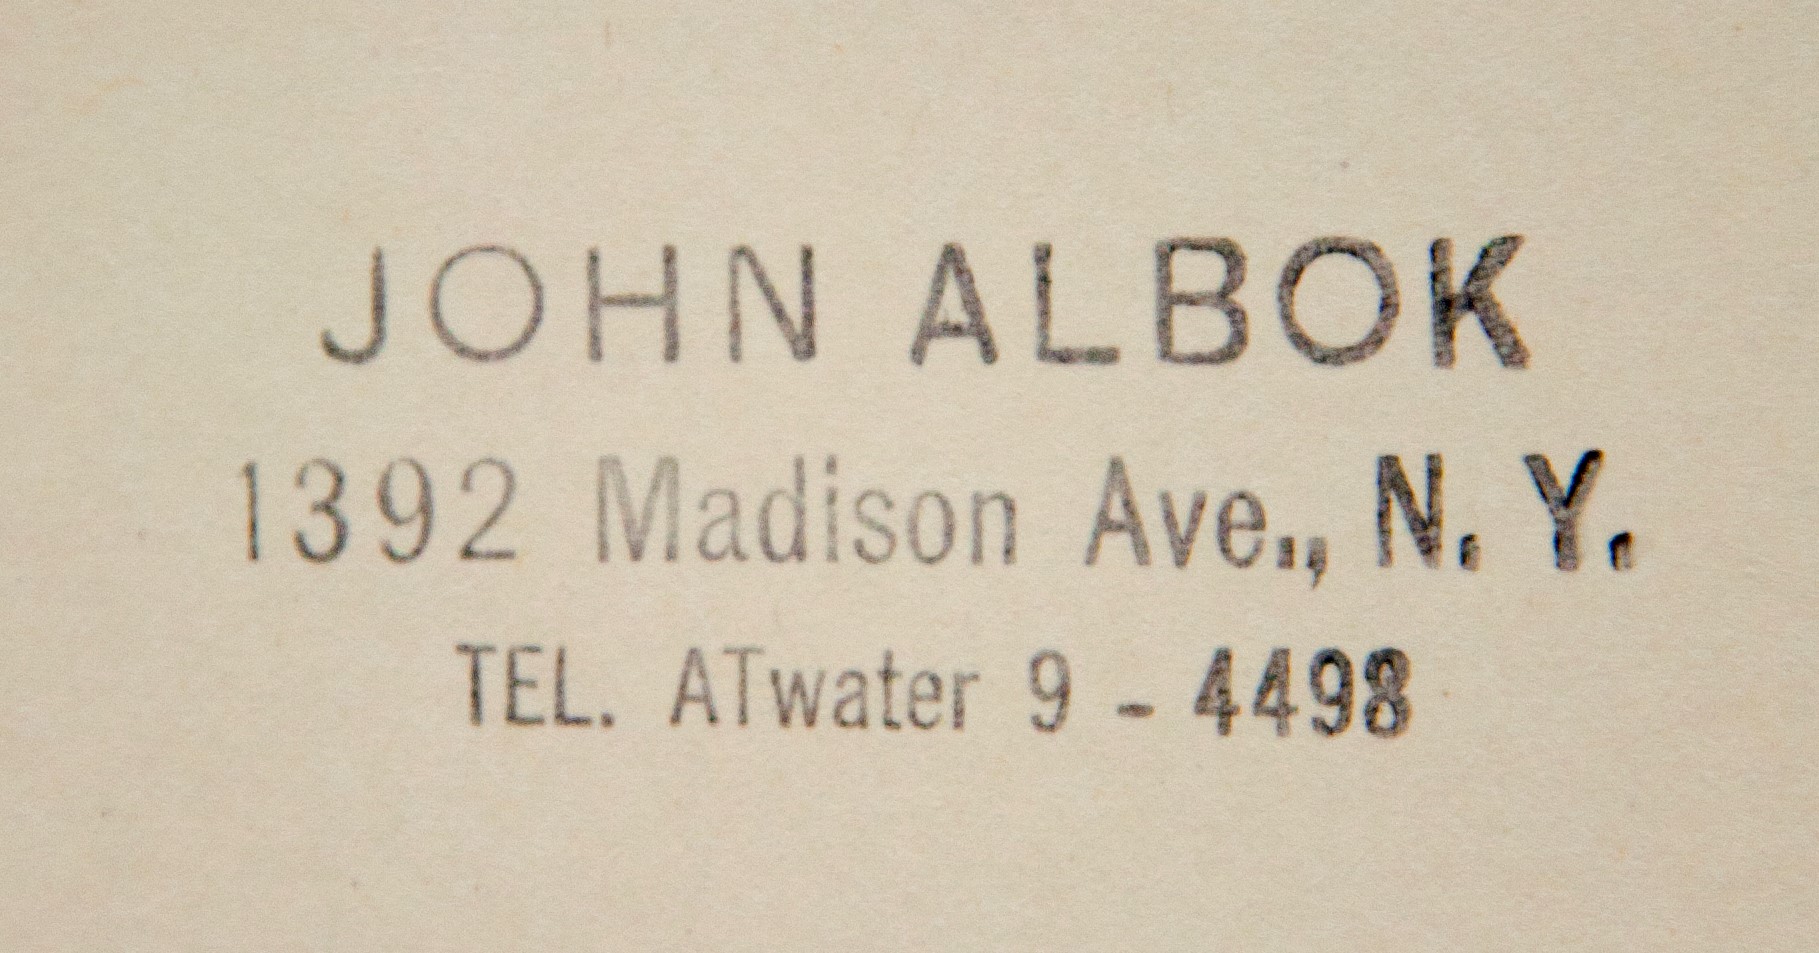 JOHN ALBOK
1392 Madison Ave., N. Y.
TEL. ATwater 9 - 4498